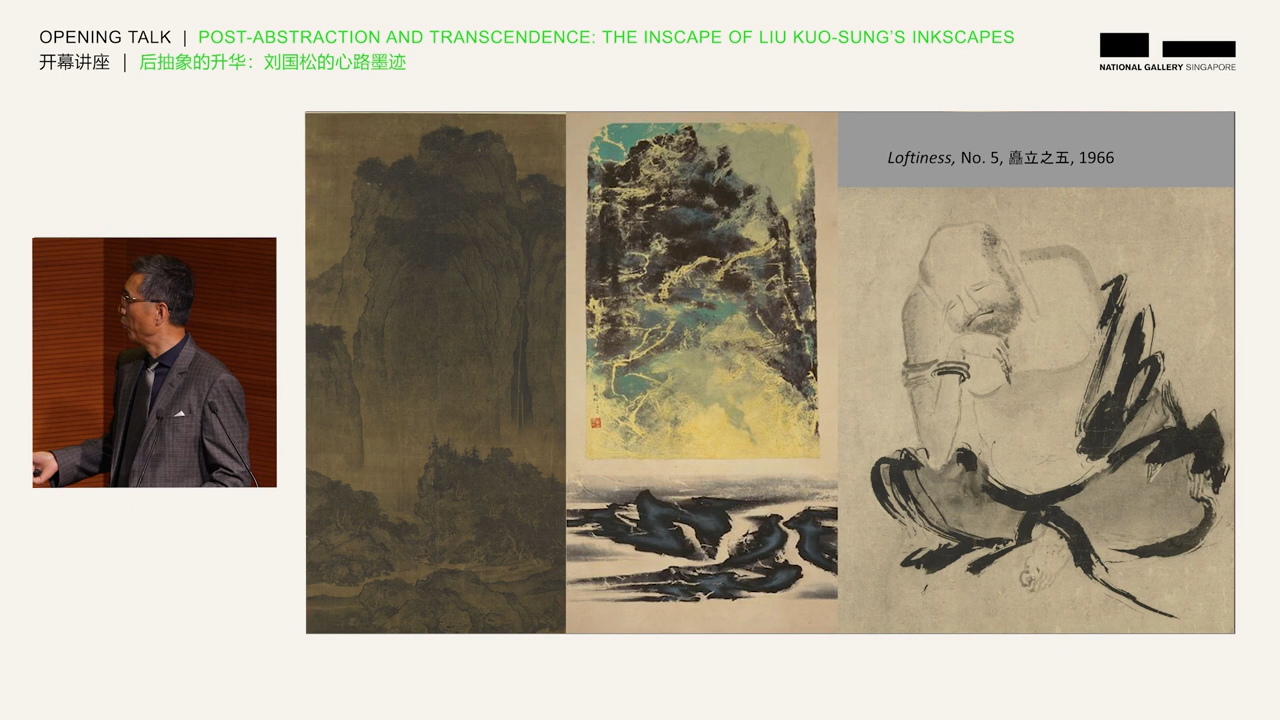 OPENING TALK | POST-ABSTRACTION AND TRANSCENDENCE: THE INSCAPE OF LIU KUO-SUNG'S INKSCAPES
开幕讲座 | 后抽象的升华：刘国松的心路墨迹
NATIONAL GALLERY SINGAPORE
Loftiness, No. 5, 矗立之五, 1966